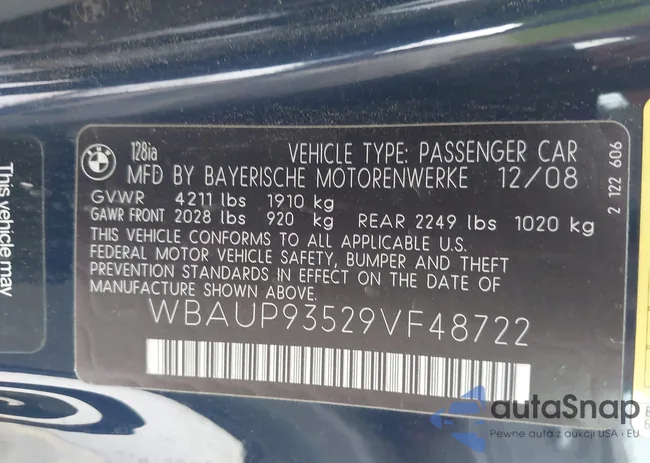 This vehicle may
BMW
128ia
VEHICLE TYPE: PASSENGER CAR
MFD BY BAYERISCHE MOTORENWERKE 12/08
GVWR 4211 lbs 1910 kg
GAWR FRONT 2028 lbs 920 kg REAR 2249 lbs 1020 kg
THIS VEHICLE CONFORMS TO ALL APPLICABLE U.S.
FEDERAL MOTOR VEHICLE SAFETY, BUMPER AND THEFT
PREVENTION STANDARDS IN EFFECT ON THE DATE OF
MANUFACTURE SHOWN ABOVE.
WBAUP93529VF48722
2 122 606
autaSnap
Pewne auta z aukcji USA i EU